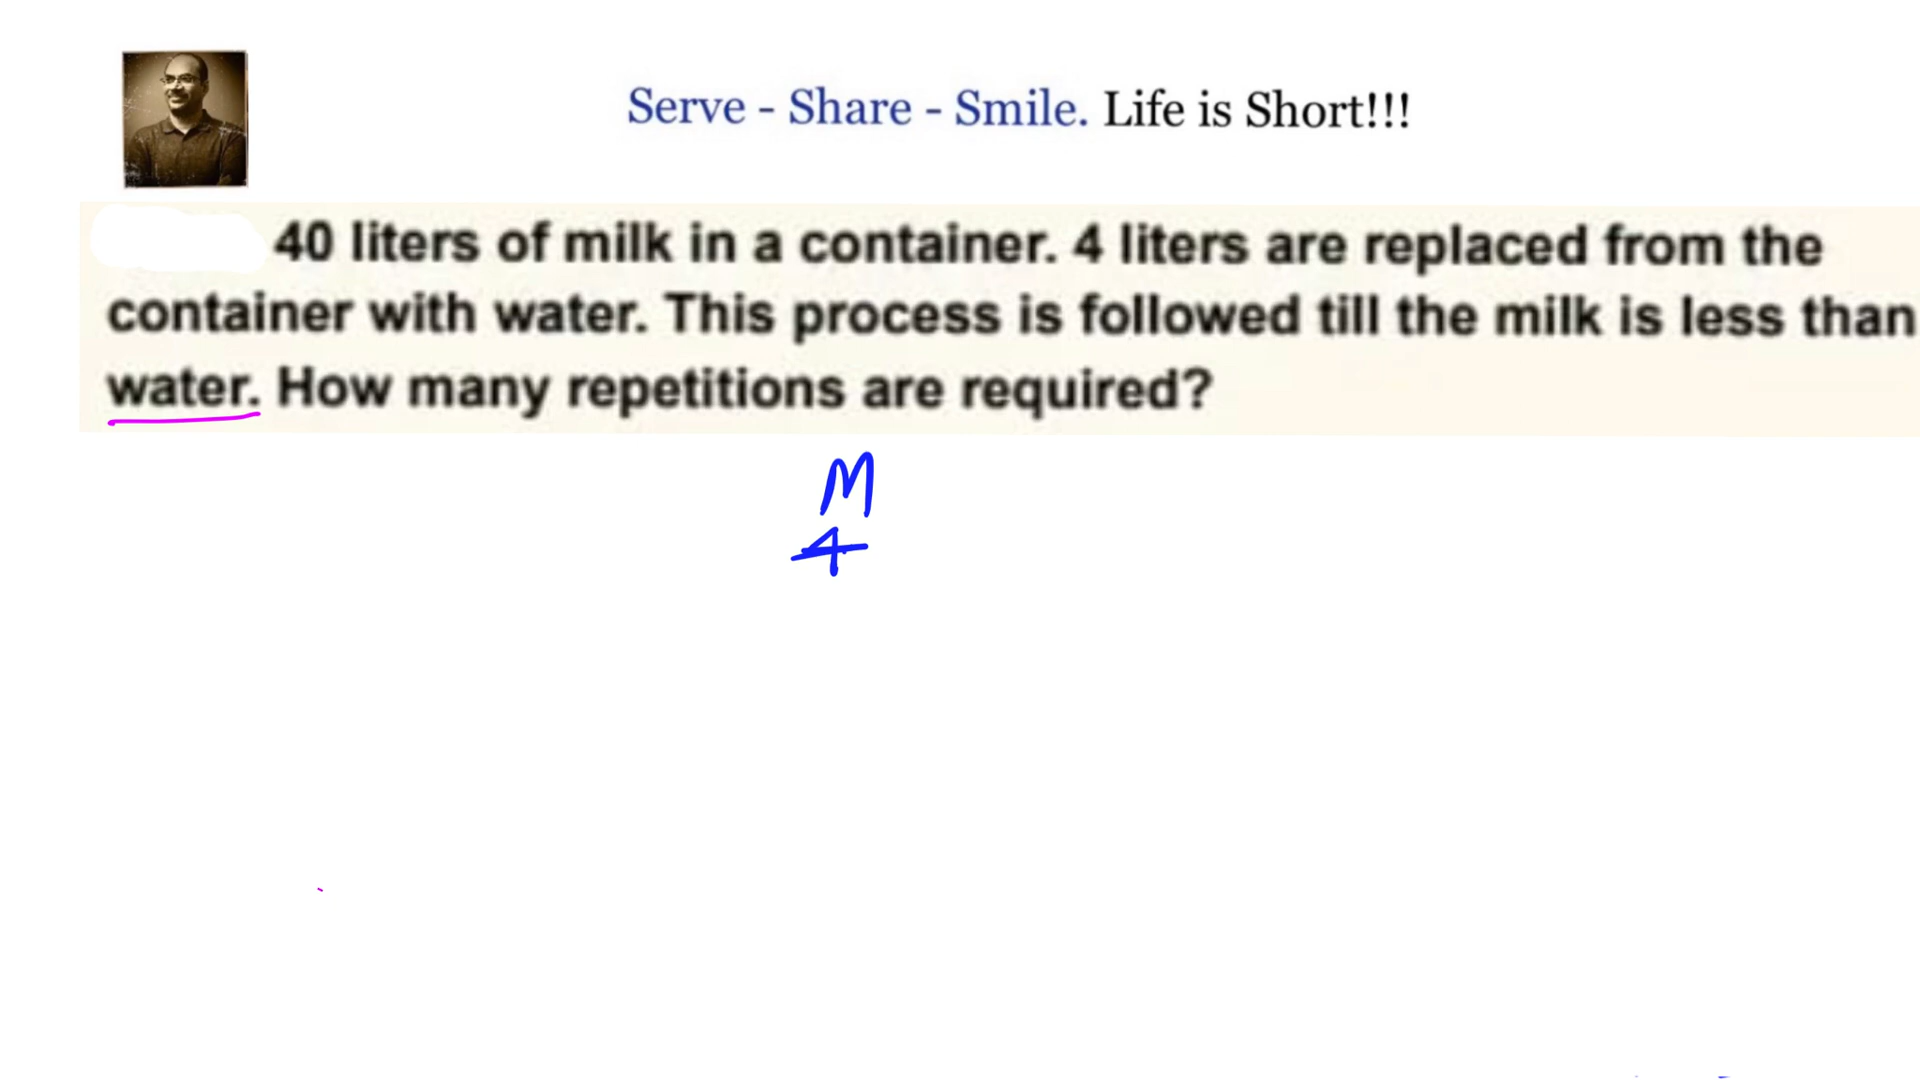 Serve - Share - Smile. Life is Short!!!
40 liters of milk in a container. 4 liters are replaced from the
container with water. This process is followed till the milk is less than
water. How many repetitions are required?
M
4